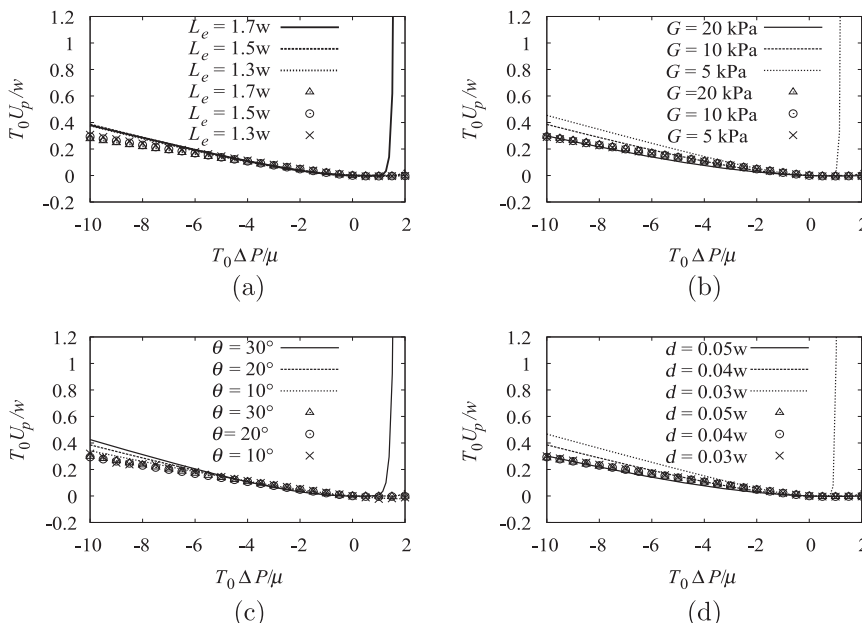 1.2
1
0.8
0.6
0.4
0.2
0
-0.2
-10 -8 -6 -4 -2 0 2
T₀Uₚ/w
T₀ΔP/μ
Lₑ = 1.7w
Lₑ = 1.5w
Lₑ = 1.3w
Lₑ = 1.7w
Lₑ = 1.5w
Lₑ = 1.3w
(a)
1.2
1
0.8
0.6
0.4
0.2
0
-0.2
-10 -8 -6 -4 -2 0 2
T₀Uₚ/w
T₀ΔP/μ
G = 20 kPa
G = 10 kPa
G = 5 kPa
G =20 kPa
G = 10 kPa
G = 5 kPa
(b)
1.2
1
0.8
0.6
0.4
0.2
0
-0.2
-10 -8 -6 -4 -2 0 2
T₀Uₚ/w
T₀ΔP/μ
θ = 30°
θ = 20°
θ = 10°
θ = 30°
θ= 20°
θ = 10°
(c)
1.2
1
0.8
0.6
0.4
0.2
0
-0.2
-10 -8 -6 -4 -2 0 2
T₀Uₚ/w
T₀ΔP/μ
d = 0.05w
d = 0.04w
d = 0.03w
d = 0.05w
d = 0.04w
d = 0.03w
(d)